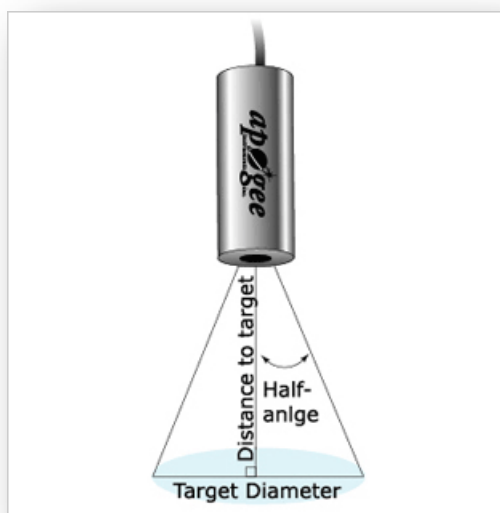 apogee
Distance to target
Half-
anlge
Target Diameter